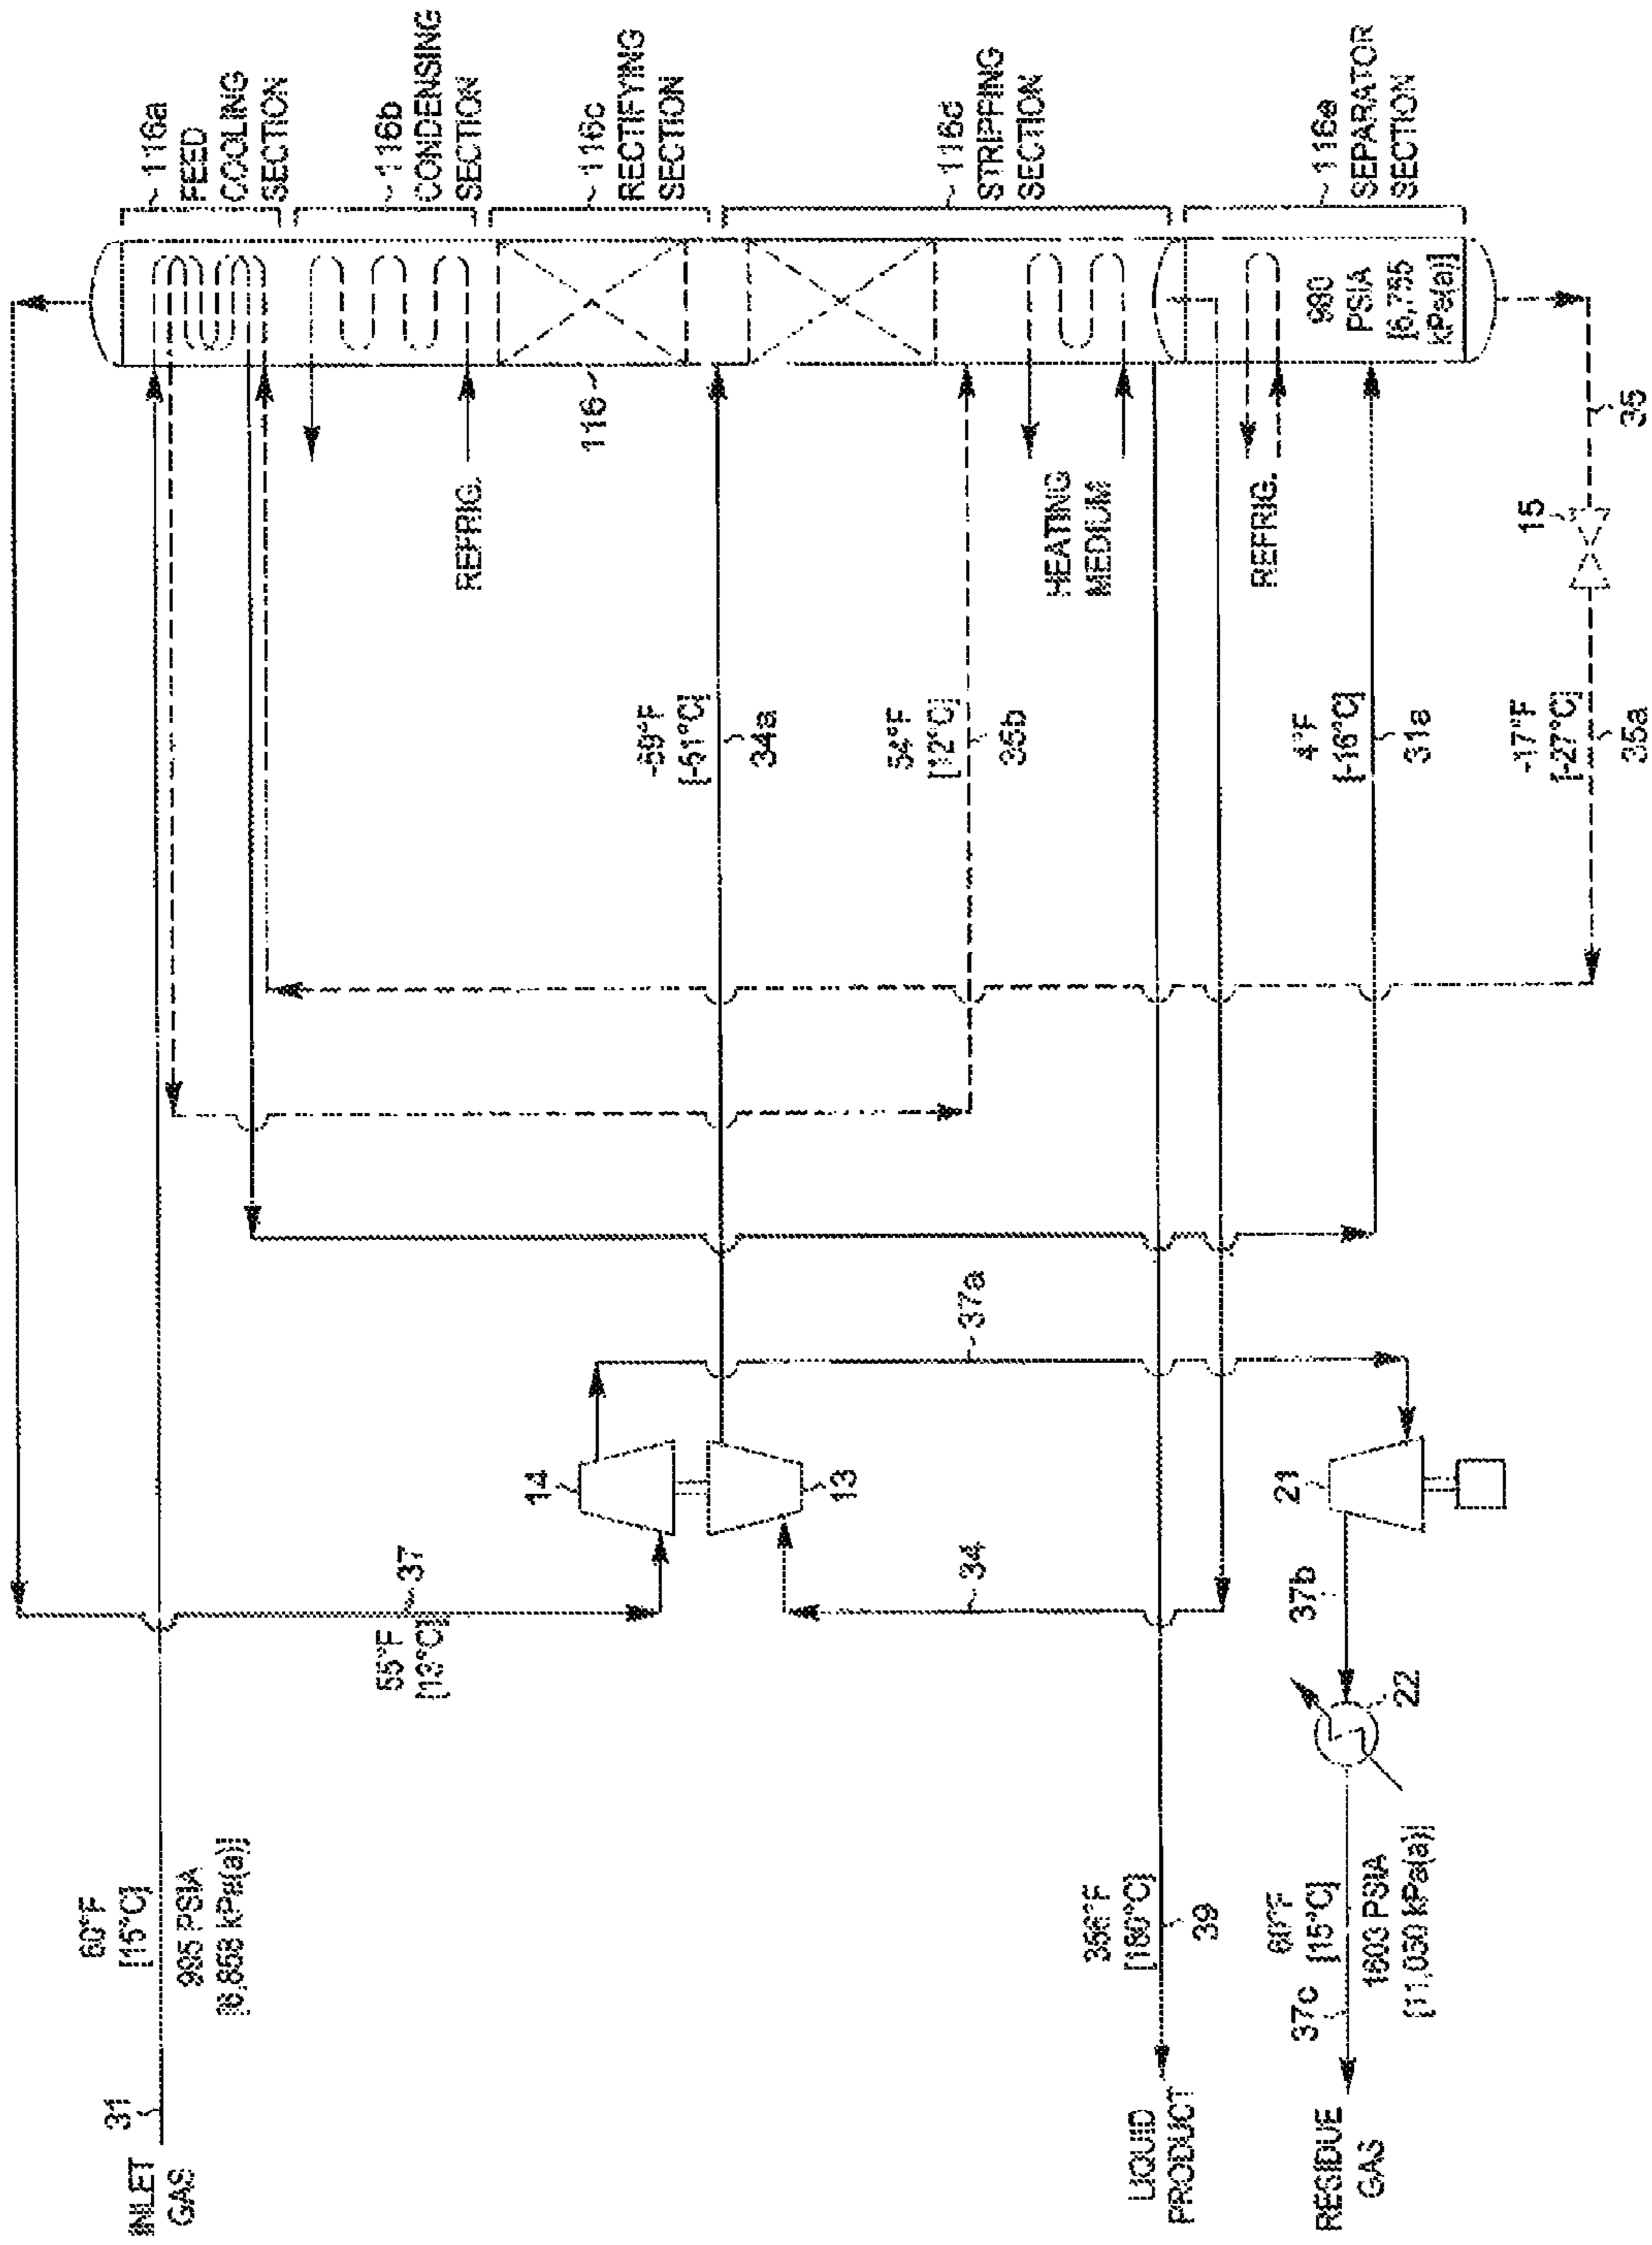 INLET
GAS
31
60°F
[15°C]
995 PSIA
[6,858 kPa(a)]
37
55°F
[13°C]
116a
FEED
COOLING
SECTION
116b
CONDENSING
SECTION
REFRIG.
14
13
116
116c
RECTIFYING
SECTION
-59°F
[-51°C]
34a
34
37a
54°F
[12°C]
35b
116d
STRIPPING
SECTION
HEATING
MEDIUM
LIQUID
PRODUCT
356°F
[180°C]
39
REFRIG.
RESIDUE
GAS
37c
60°F
[15°C]
1603 PSIA
[11,050 kPa(a)]
22
37b
21
4°F
[-16°C]
31a
980
PSIA
[6,755
kPa(a)]
116e
SEPARATOR
SECTION
-17°F
[-27°C]
35a
15
35